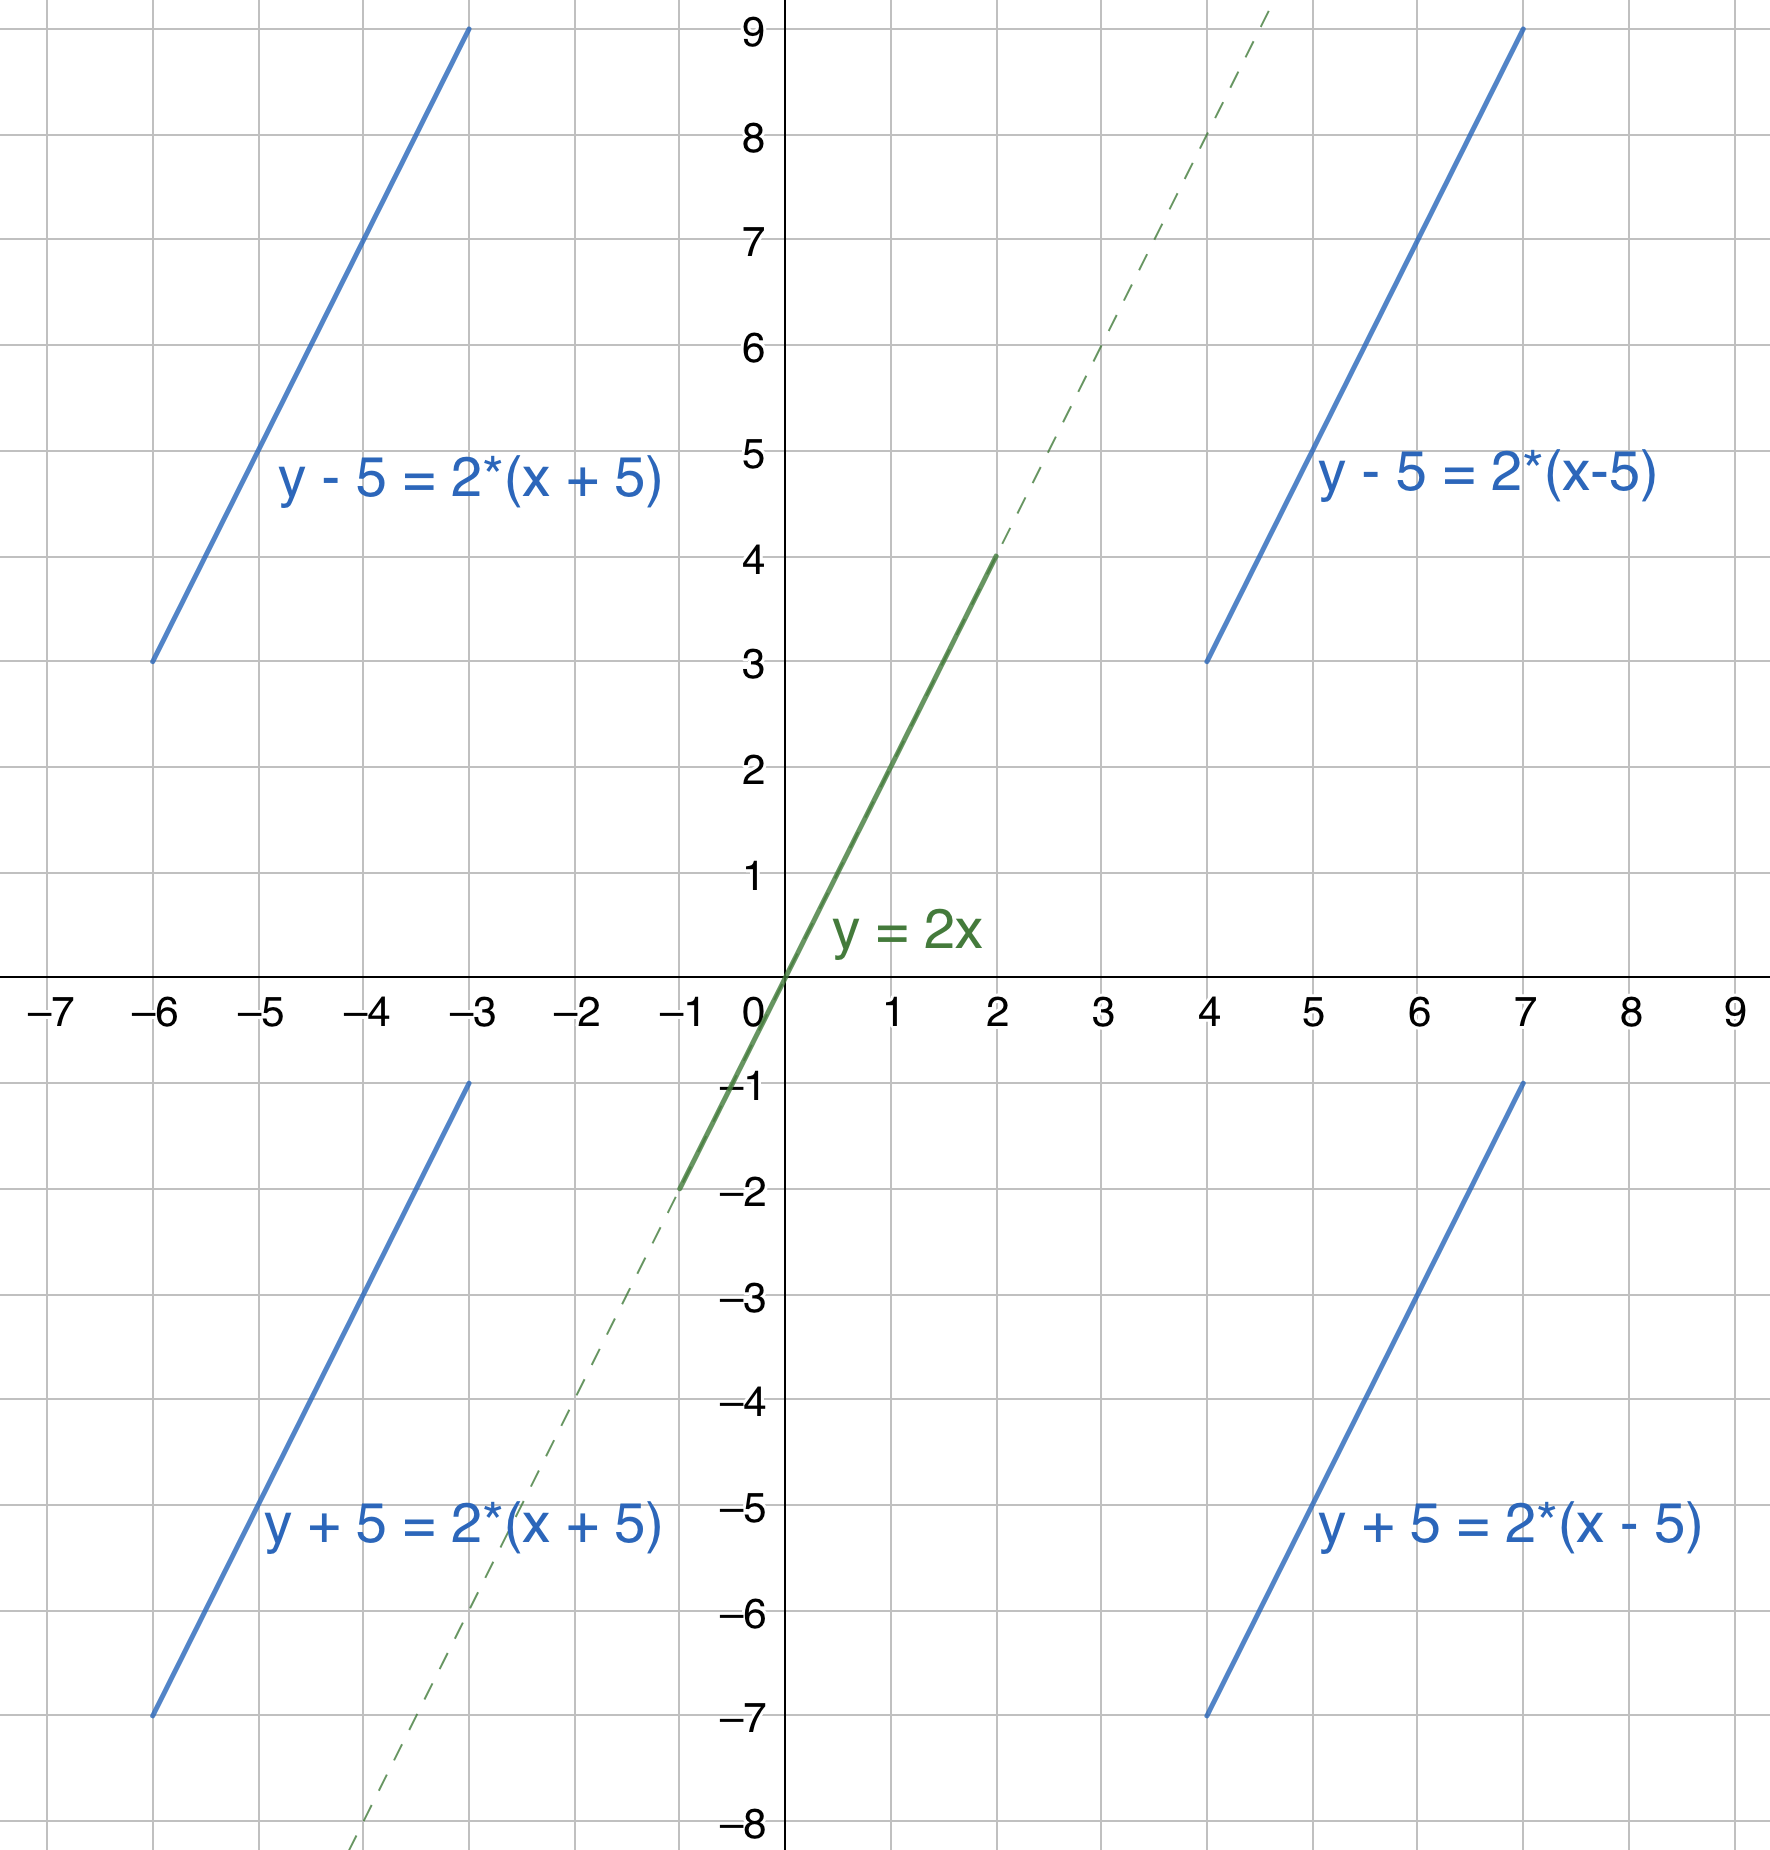 9
8
7
6
5
y - 5 = 2*(x + 5)
y - 5 = 2*(x-5)
4
3
2
1
y = 2x
–7 –6 –5 –4 –3 –2 –1 0 1 2 3 4 5 6 7 8 9
–1
–2
–3
–4
–5
y + 5 = 2*(x + 5)
y + 5 = 2*(x - 5)
–6
–7
–8